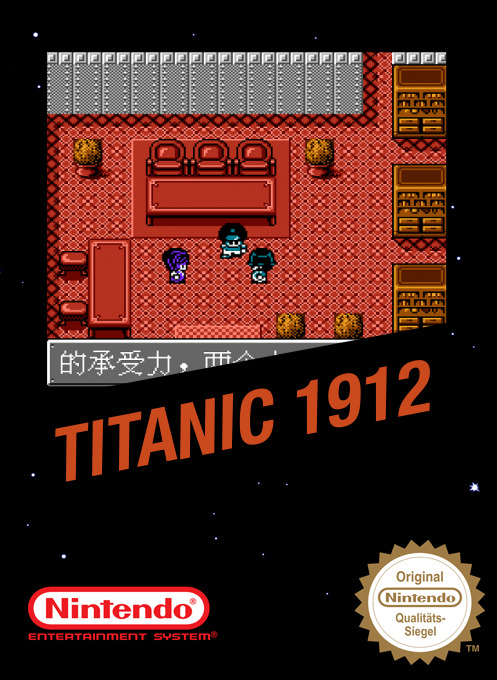 的承受力.两个
TITANIC 1912
Nintendo®
ENTERTAINMENT SYSTEM®
Original
Nintendo
Qualitäts-
Siegel
TM